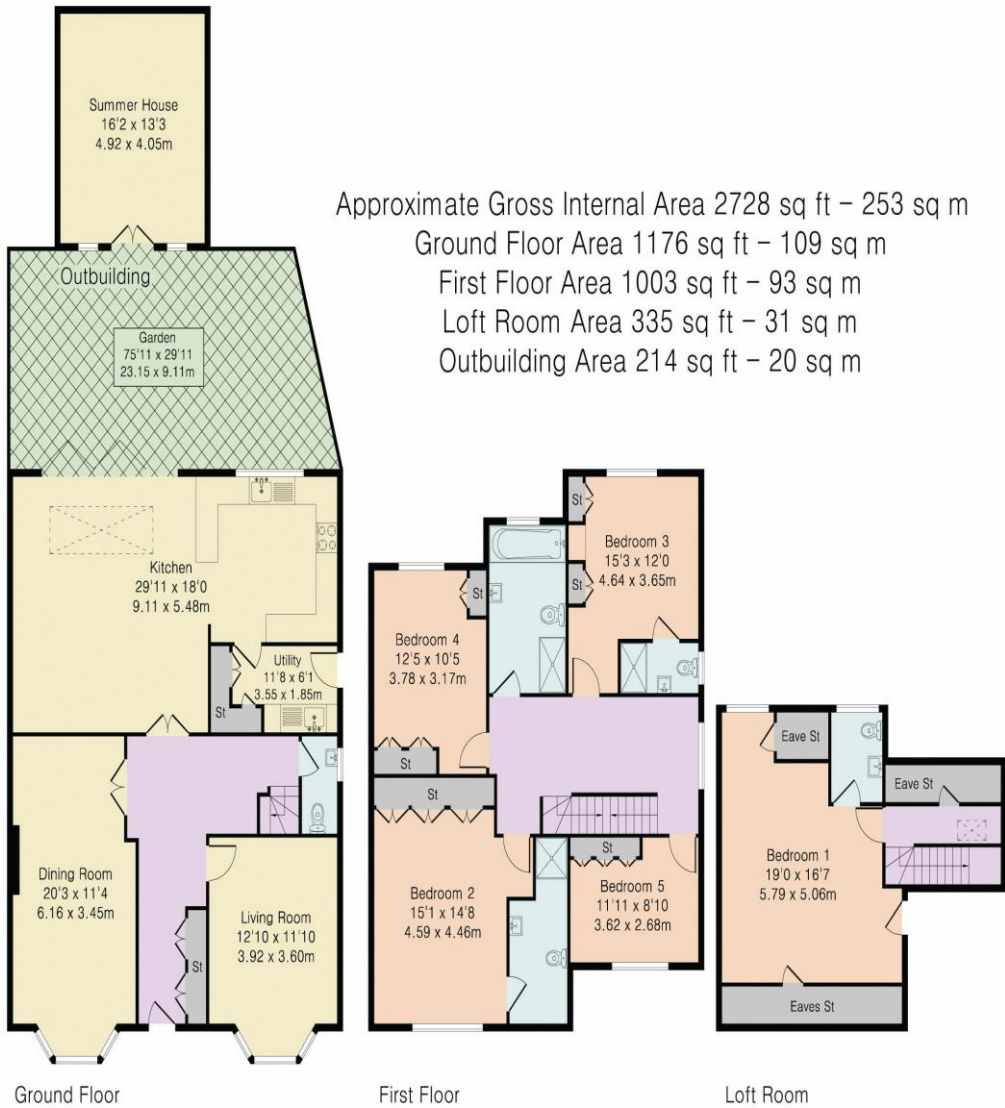 Summer House
16'2 x 13'3
4.92 x 4.05m
Approximate Gross Internal Area 2728 sq ft – 253 sq m
Ground Floor Area 1176 sq ft – 109 sq m
First Floor Area 1003 sq ft – 93 sq m
Loft Room Area 335 sq ft – 31 sq m
Outbuilding Area 214 sq ft – 20 sq m
Outbuilding
Garden
75'11 x 29'11
23.15 x 9.11m
Kitchen
29'11 x 18'0
9.11 x 5.48m
Utility
11'8 x 6'1
3.55 x 1.85m
St
Dining Room
20'3 x 11'4
6.16 x 3.45m
Living Room
12'10 x 11'10
3.92 x 3.60m
St
Ground Floor
St
Bedroom 3
15'3 x 12'0
4.64 x 3.65m
St
St
Bedroom 4
12'5 x 10'5
3.78 x 3.17m
St
St
Bedroom 2
15'1 x 14'8
4.59 x 4.46m
St
Bedroom 5
11'11 x 8'10
3.62 x 2.68m
First Floor
Eave St
Eave St
Bedroom 1
19'0 x 16'7
5.79 x 5.06m
Eaves St
Loft Room